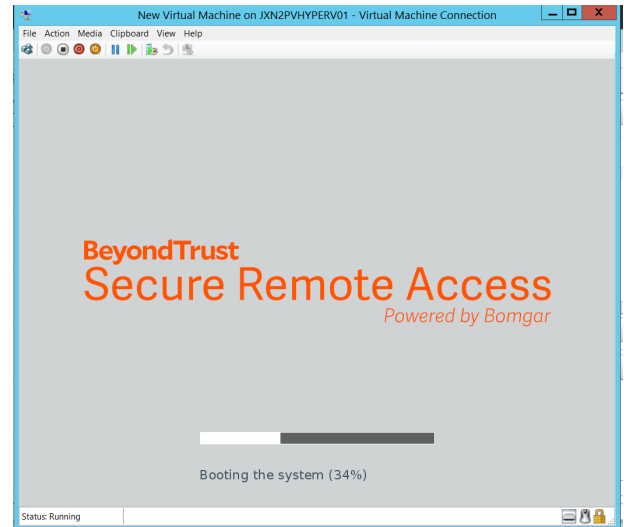 New Virtual Machine on JXN2PVHYPERV01 - Virtual Machine Connection
File Action Media Clipboard View Help
BeyondTrust
Secure Remote Access
Powered by Bomgar
Booting the system (34%)
Status: Running